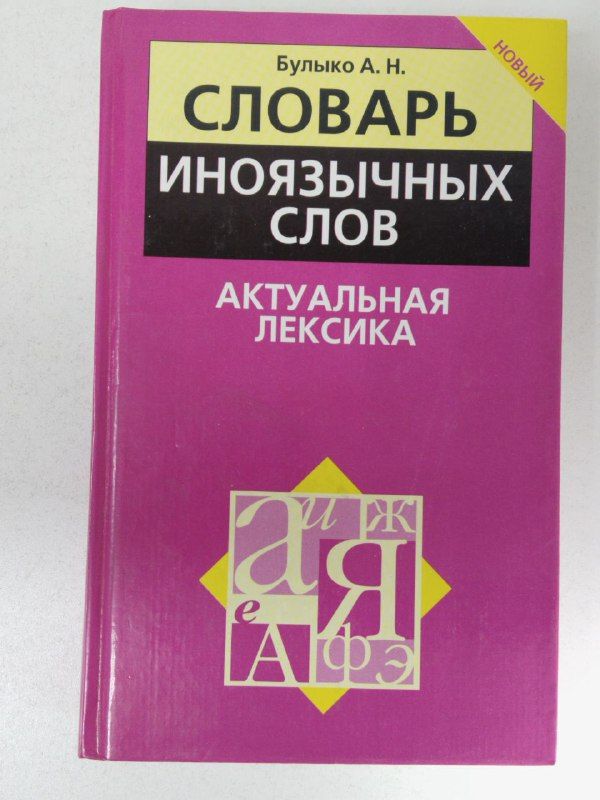 Булыко А. Н.
НОВЫЙ
СЛОВАРЬ
ИНОЯЗЫЧНЫХ
СЛОВ
АКТУАЛЬНАЯ
ЛЕКСИКА
а и ж
е Я
А ф э